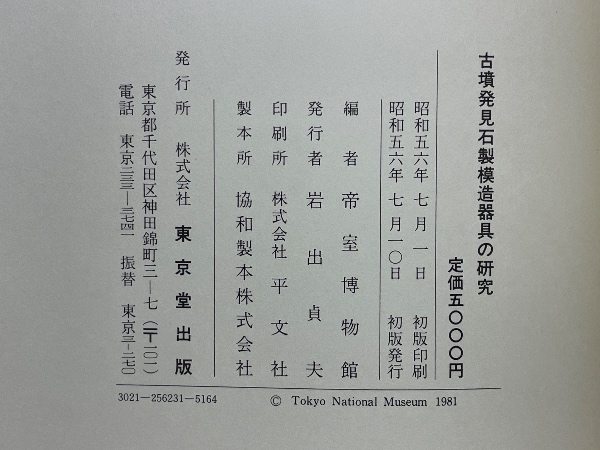 古墳発見石製模造器具の研究
定価五〇〇〇円
昭和五六年 七 月 一 日 初版印刷
昭和五六年 七 月一〇日 初版発行
編 者 帝 室 博 物 館
発行者 岩 出 貞 夫
印刷所 株式会社 平 文 社
製本所 協和製本株式会社
発 行 所 株式会社 東 京 堂 出 版
東京都千代田区神田錦町三―七(〒一〇一)
電話 東京二三三―三七四一 振替 東京三―二七〇
3021―256231―5164
© Tokyo National Museum 1981